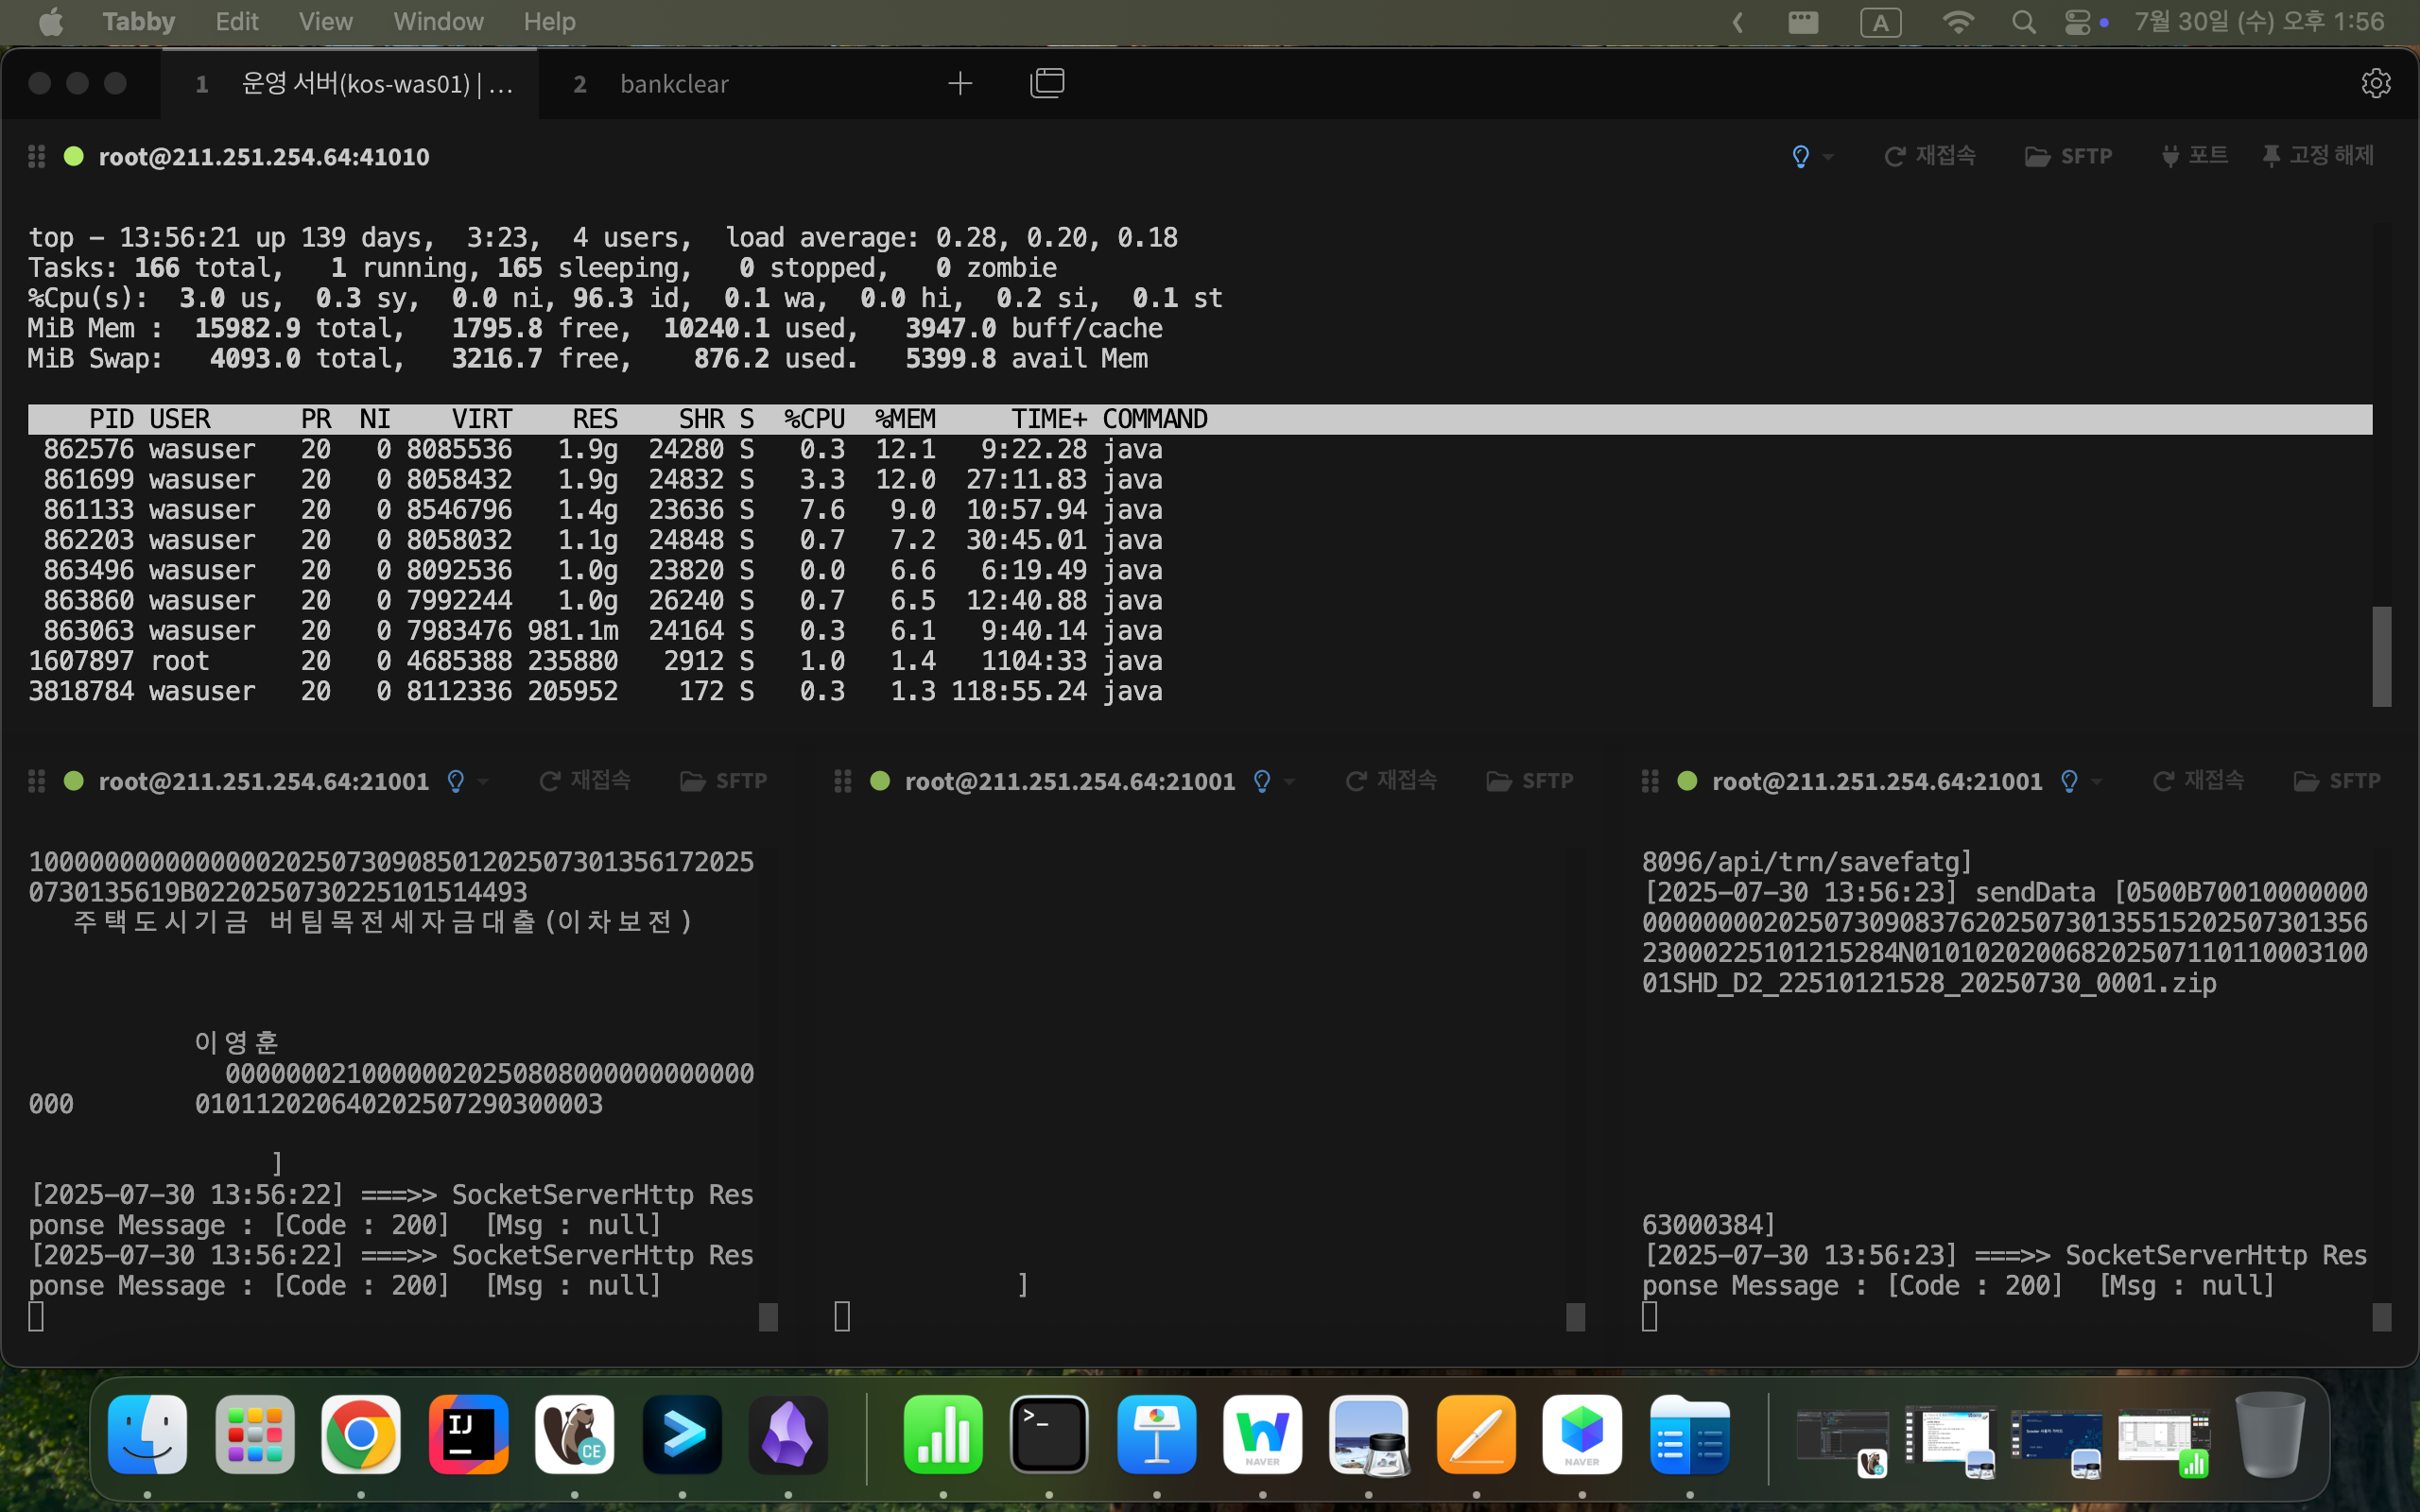 Tabby Edit View Window Help A 7월 30일 (수) 오후 1:56
1 운영 서버(kos-was01) | … 2 bankclear
root@211.251.254.64:41010 재접속 SFTP 포트 고정 해제
top - 13:56:21 up 139 days, 3:23, 4 users, load average: 0.28, 0.20, 0.18
Tasks: 166 total, 1 running, 165 sleeping, 0 stopped, 0 zombie
%Cpu(s): 3.0 us, 0.3 sy, 0.0 ni, 96.3 id, 0.1 wa, 0.0 hi, 0.2 si, 0.1 st
MiB Mem : 15982.9 total, 1795.8 free, 10240.1 used, 3947.0 buff/cache
MiB Swap: 4093.0 total, 3216.7 free, 876.2 used. 5399.8 avail Mem
PID USER PR NI VIRT RES SHR S %CPU %MEM TIME+ COMMAND
862576 wasuser 20 0 8085536 1.9g 24280 S 0.3 12.1 9:22.28 java
861699 wasuser 20 0 8058432 1.9g 24832 S 3.3 12.0 27:11.83 java
861133 wasuser 20 0 8546796 1.4g 23636 S 7.6 9.0 10:57.94 java
862203 wasuser 20 0 8058032 1.1g 24848 S 0.7 7.2 30:45.01 java
863496 wasuser 20 0 8092536 1.0g 23820 S 0.0 6.6 6:19.49 java
863860 wasuser 20 0 7992244 1.0g 26240 S 0.7 6.5 12:40.88 java
863063 wasuser 20 0 7983476 981.1m 24164 S 0.3 6.1 9:40.14 java
1607897 root 20 0 4685388 235880 2912 S 1.0 1.4 1104:33 java
3818784 wasuser 20 0 8112336 205952 172 S 0.3 1.3 118:55.24 java
root@211.251.254.64:21001 재접속 SFTP
100000000000000020250730908501202507301356172025
0730135619B0220250730225101514493
주택도시기금 버팀목전세자금대출(이차보전)
이영훈
00000002100000020250808000000000000
000 010112020640202507290300003
]
[2025-07-30 13:56:22] ===>> SocketServerHttp Res
ponse Message : [Code : 200] [Msg : null]
[2025-07-30 13:56:22] ===>> SocketServerHttp Res
ponse Message : [Code : 200] [Msg : null]
root@211.251.254.64:21001 재접속 SFTP
]
root@211.251.254.64:21001 재접속 SFTP
8096/api/trn/savefatg]
[2025-07-30 13:56:23] sendData [0500B70010000000
000000002025073090837620250730135515202507301356
23000225101215284N010102020068202507110110003100
01SHD_D2_22510121528_20250730_0001.zip
63000384]
[2025-07-30 13:56:23] ===>> SocketServerHttp Res
ponse Message : [Code : 200] [Msg : null]
IJ CE >_ NAVER NAVER